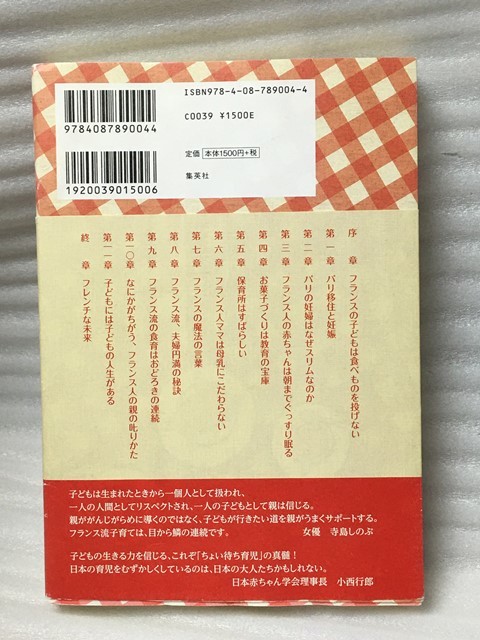 ISBN978-4-08-789004-4
C0039 ¥1500E
9784087890044
定価 本体1500円+税
1920039015006
集英社
序章 フランスの子どもは食べものを投げない
第一章 パリ移住と妊娠
第二章 パリの妊婦はなぜスリムなのか
第三章 フランス人の赤ちゃんは朝までぐっすり眠る
第四章 お菓子づくりは教育の宝庫
第五章 保育所はすばらしい
第六章 フランス人ママは母乳にこだわらない
第七章 フランスの魔法の言葉
第八章 フランス流、夫婦円満の秘訣
第九章 フランス流の食育はおどろきの連続
第一〇章 なにかがちがう、フランス人の親の叱りかた
第一一章 子どもには子どもの人生がある
終章 フレンチな未来
子どもは生まれたときから一個人として扱われ、
一人の人間としてリスペクトされ、一人の子どもとして親は信じる。
親ががんじがらめに導くのではなく、子どもが行きたい道を親がうまくサポートする。
フランス流子育ては、目から鱗の連続です。 女優 寺島しのぶ
子どもの生きる力を信じる、これぞ「ちょい待ち育児」の真髄！
日本の育児をむずかしくしているのは、日本の大人たちかもしれない。
日本赤ちゃん学会理事長 小西行郎